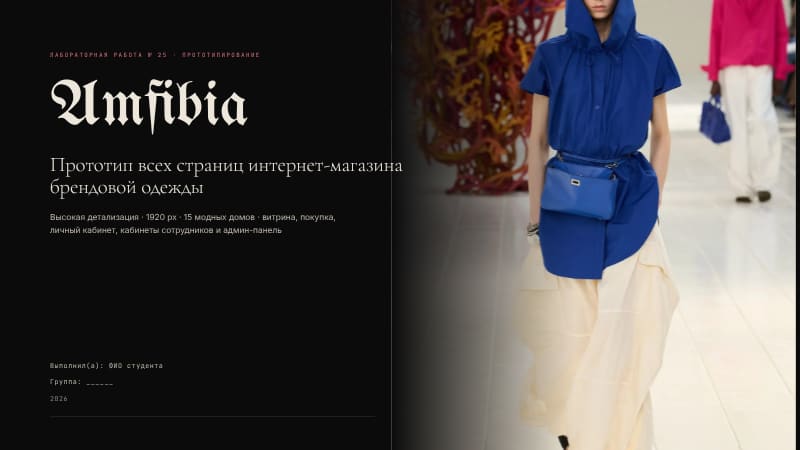 ЛАБОРАТОРНАЯ РАБОТА № 25 · ПРОТОТИПИРОВАНИЕ
Amfibia
Прототип всех страниц интернет-магазина
брендовой одежды
Высокая детализация · 1920 px · 15 модных домов · витрина, покупка,
личный кабинет, кабинеты сотрудников и админ-панель
Выполнил(а): ФИО студента
Группа: ______
2026